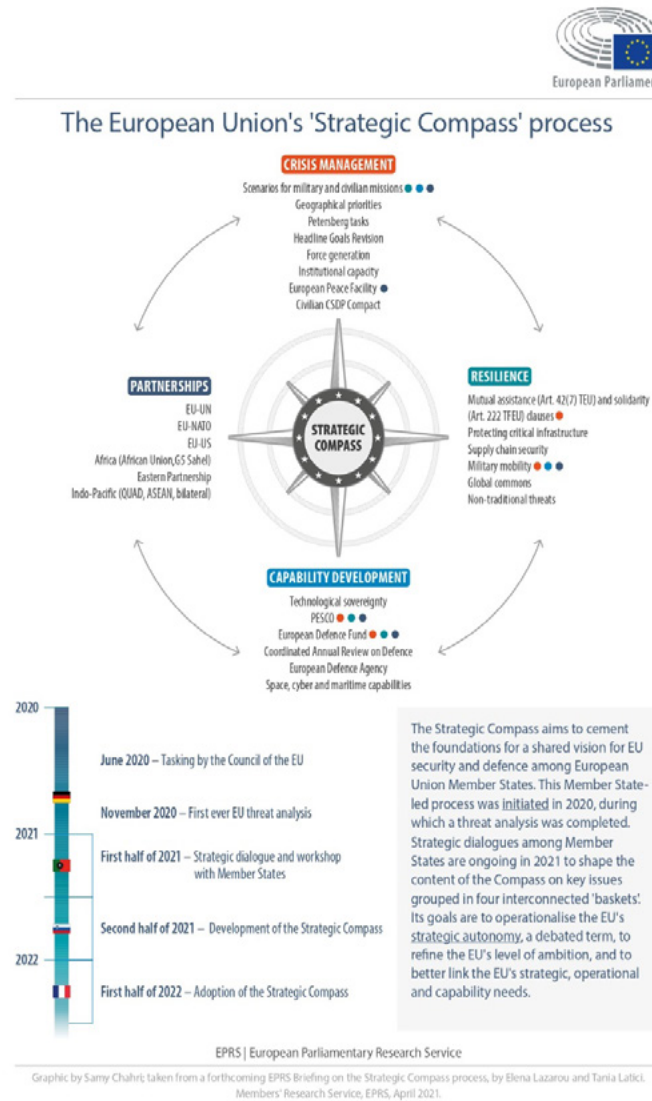 European Parliame
The European Union's 'Strategic Compass' process
CRISIS MANAGEMENT
Scenarios for military and civilian missions
Geographical priorities
Petersberg tasks
Headline Goals Revision
Force generation
Institutional capacity
European Peace Facility
Civilian CSDP Compact
PARTNERSHIPS
EU-UN
EU-NATO
EU-US
Africa (African Union,G5 Sahel)
Eastern Partnership
Indo-Pacific (QUAD, ASEAN, bilateral)
STRATEGIC
COMPASS
RESILIENCE
Mutual assistance (Art. 42(7) TEU) and solidarity
(Art. 222 TFEU) clauses
Protecting critical infrastructure
Supply chain security
Military mobility
Global commons
Non-traditional threats
CAPABILITY DEVELOPMENT
Technological sovereignty
PESCO
European Defence Fund
Coordinated Annual Review on Defence
European Defence Agency
Space, cyber and maritime capabilities
2020
June 2020 – Tasking by the Council of the EU
November 2020 – First ever EU threat analysis
2021
First half of 2021 – Strategic dialogue and workshop
with Member States
Second half of 2021 – Development of the Strategic Compass
2022
First half of 2022 – Adoption of the Strategic Compass
The Strategic Compass aims to cement
the foundations for a shared vision for EU
security and defence among European
Union Member States. This Member State-
led process was initiated in 2020, during
which a threat analysis was completed.
Strategic dialogues among Member
States are ongoing in 2021 to shape the
content of the Compass on key issues
grouped in four interconnected 'baskets'.
Its goals are to operationalise the EU's
strategic autonomy, a debated term, to
refine the EU's level of ambition, and to
better link the EU's strategic, operational
and capability needs.
EPRS | European Parliamentary Research Service
Graphic by Samy Chahri; taken from a forthcoming EPRS Briefing on the Strategic Compass process, by Elena Lazarou and Tania Latici.
Members' Research Service, EPRS, April 2021.